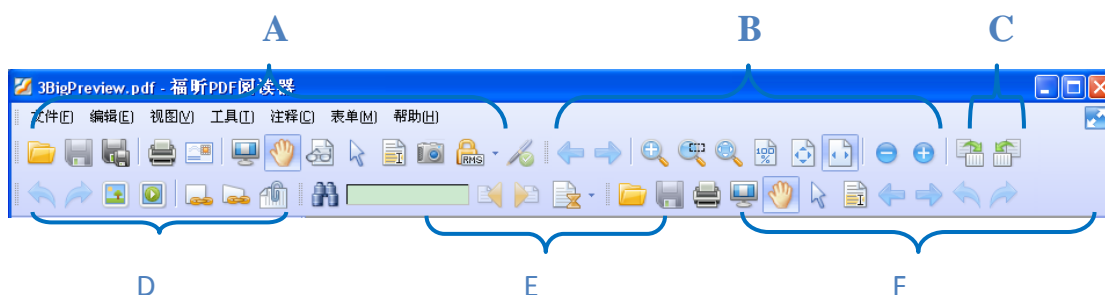 A B C
3BigPreview.pdf - 福昕PDF阅读器
文件(F) 编辑(E) 视图(V) 工具(T) 注释(C) 表单(M) 帮助(H)
RMS 100%
D E F